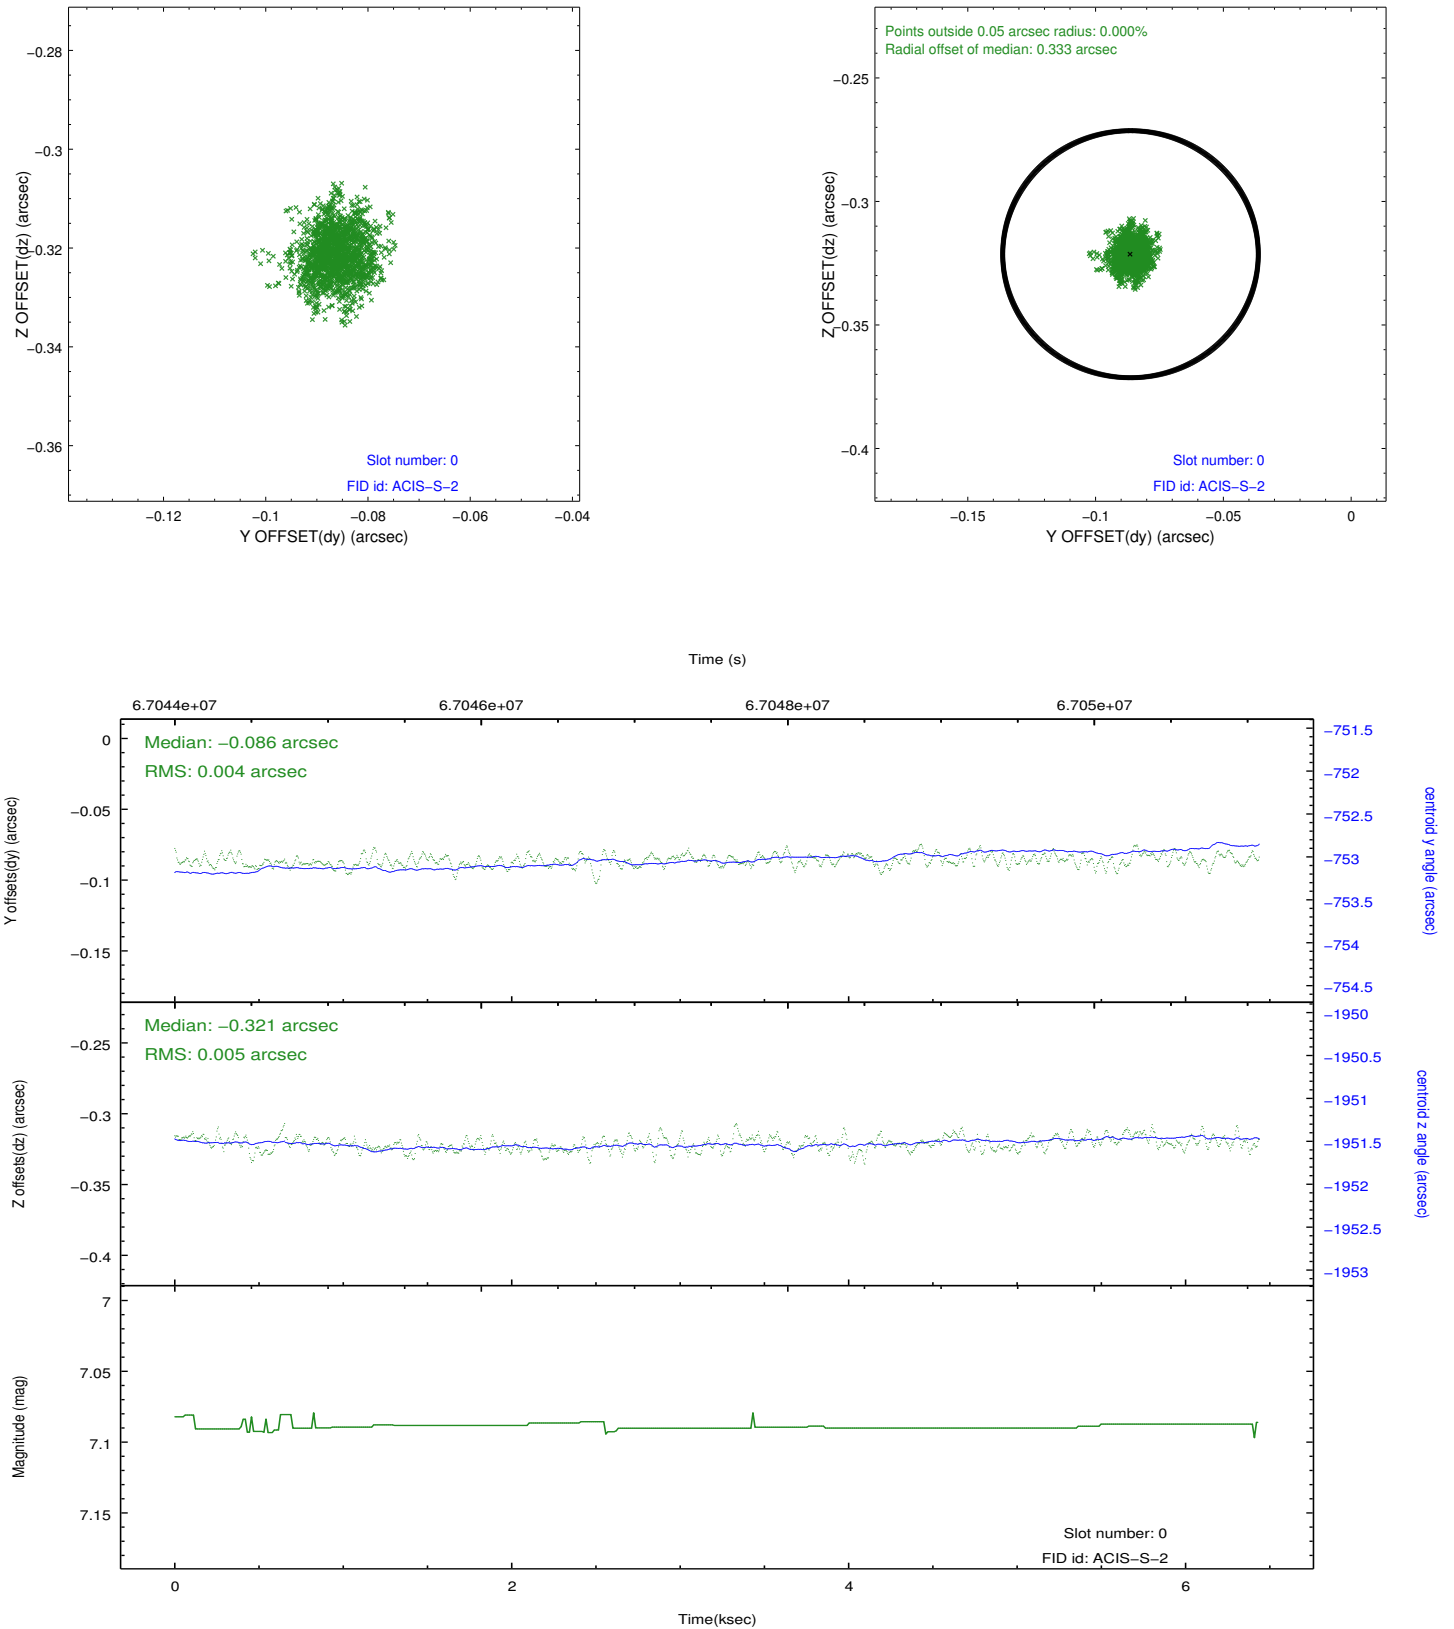 −0.28
−0.3
−0.32
−0.34
−0.36
Z OFFSET(dz) (arcsec)
Slot number: 0
FID id: ACIS−S−2
−0.12
−0.1
−0.08
−0.06
−0.04
Y OFFSET(dy) (arcsec)
Points outside 0.05 arcsec radius: 0.000%
Radial offset of median: 0.333 arcsec
−0.25
−0.3
−0.35
−0.4
Z OFFSET(dz) (arcsec)
Slot number: 0
FID id: ACIS−S−2
−0.15
−0.1
−0.05
0
Y OFFSET(dy) (arcsec)
Time (s)
6.7044e+07
6.7046e+07
6.7048e+07
6.705e+07
Median: −0.086 arcsec
RMS: 0.004 arcsec
0
−0.05
−0.1
−0.15
Y offsets(dy) (arcsec)
−751.5
−752
−752.5
−753
−753.5
−754
−754.5
centroid y angle (arcsec)
Median: −0.321 arcsec
RMS: 0.005 arcsec
−0.25
−0.3
−0.35
−0.4
Z offsets(dz) (arcsec)
−1950
−1950.5
−1951
−1951.5
−1952
−1952.5
−1953
centroid z angle (arcsec)
7
7.05
7.1
7.15
Magnitude (mag)
Slot number: 0
FID id: ACIS−S−2
0
2
4
6
Time(ksec)